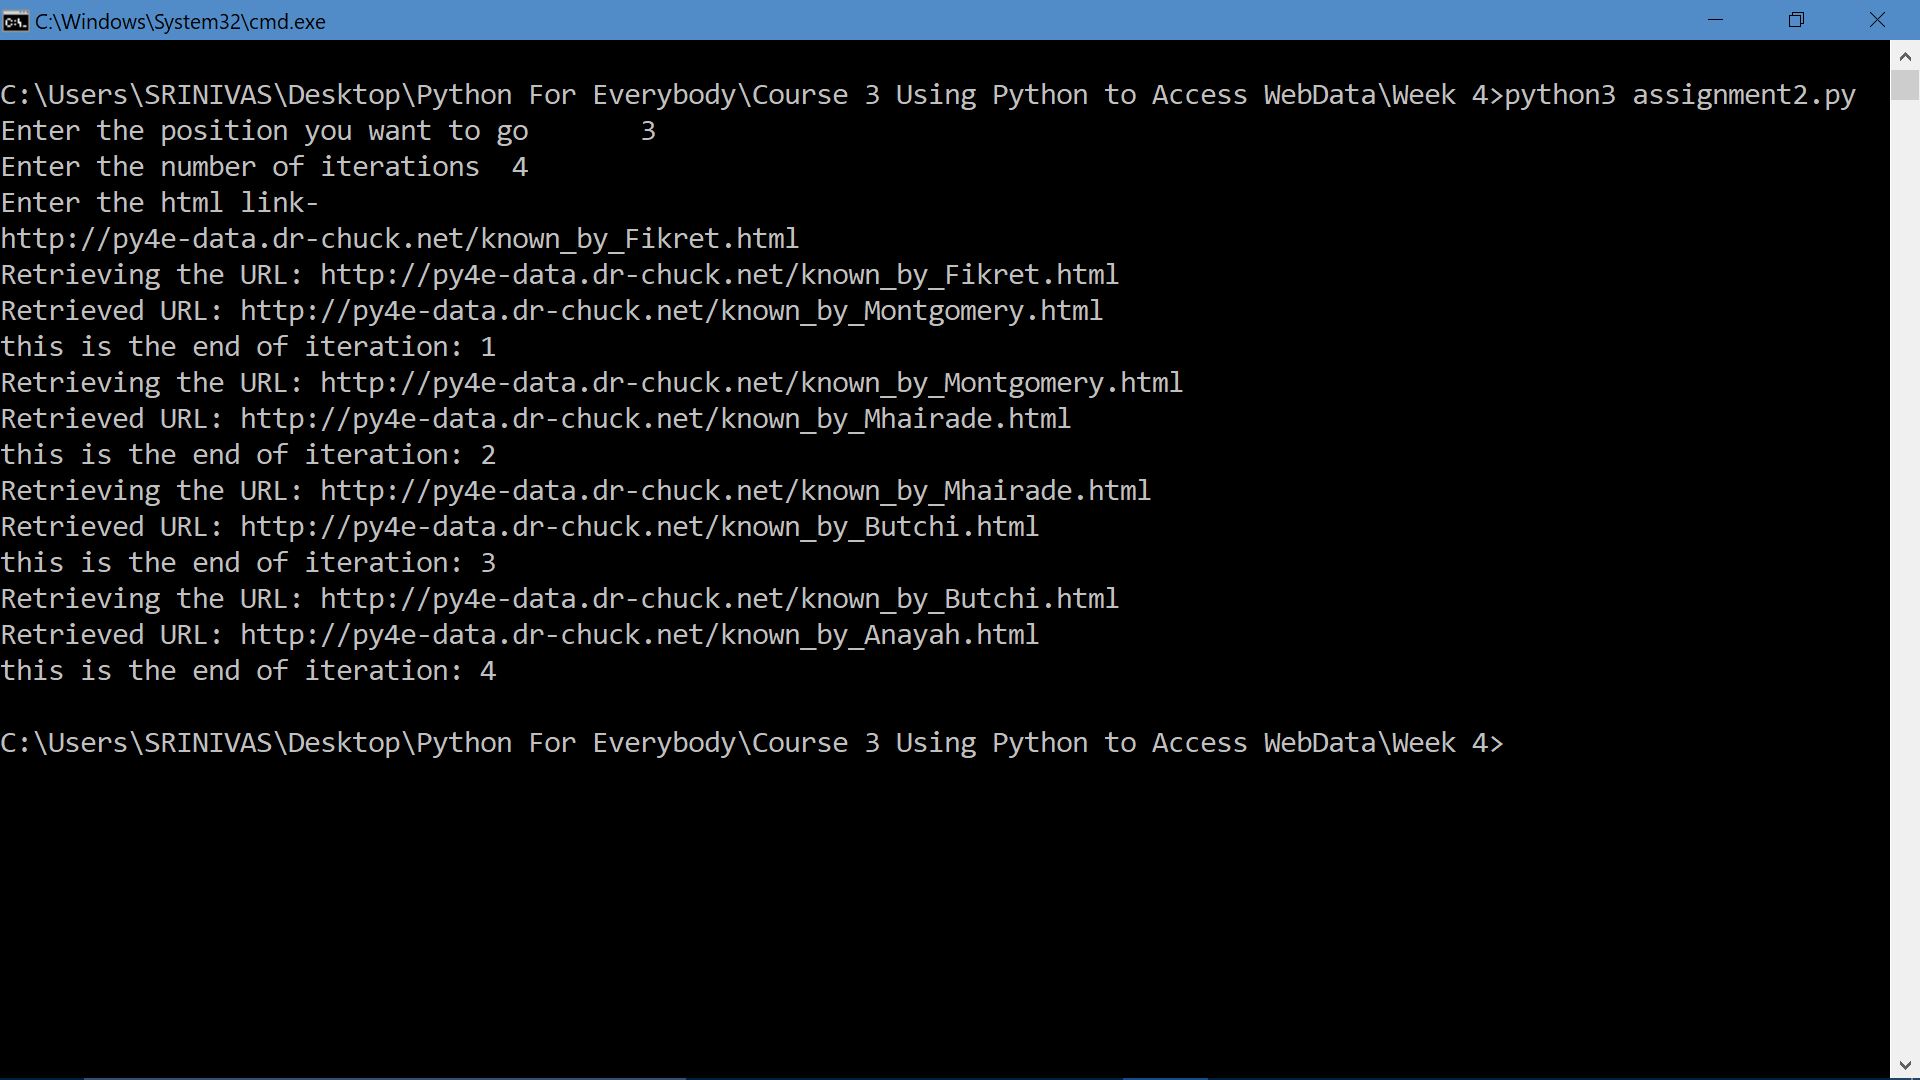 C:\Windows\System32\cmd.exe
C:\Users\SRINIVAS\Desktop\Python For Everybody\Course 3 Using Python to Access WebData\Week 4>python3 assignment2.py
Enter the position you want to go       3
Enter the number of iterations  4
Enter the html link-
http://py4e-data.dr-chuck.net/known_by_Fikret.html
Retrieving the URL: http://py4e-data.dr-chuck.net/known_by_Fikret.html
Retrieved URL: http://py4e-data.dr-chuck.net/known_by_Montgomery.html
this is the end of iteration: 1
Retrieving the URL: http://py4e-data.dr-chuck.net/known_by_Montgomery.html
Retrieved URL: http://py4e-data.dr-chuck.net/known_by_Mhairade.html
this is the end of iteration: 2
Retrieving the URL: http://py4e-data.dr-chuck.net/known_by_Mhairade.html
Retrieved URL: http://py4e-data.dr-chuck.net/known_by_Butchi.html
this is the end of iteration: 3
Retrieving the URL: http://py4e-data.dr-chuck.net/known_by_Butchi.html
Retrieved URL: http://py4e-data.dr-chuck.net/known_by_Anayah.html
this is the end of iteration: 4
C:\Users\SRINIVAS\Desktop\Python For Everybody\Course 3 Using Python to Access WebData\Week 4>